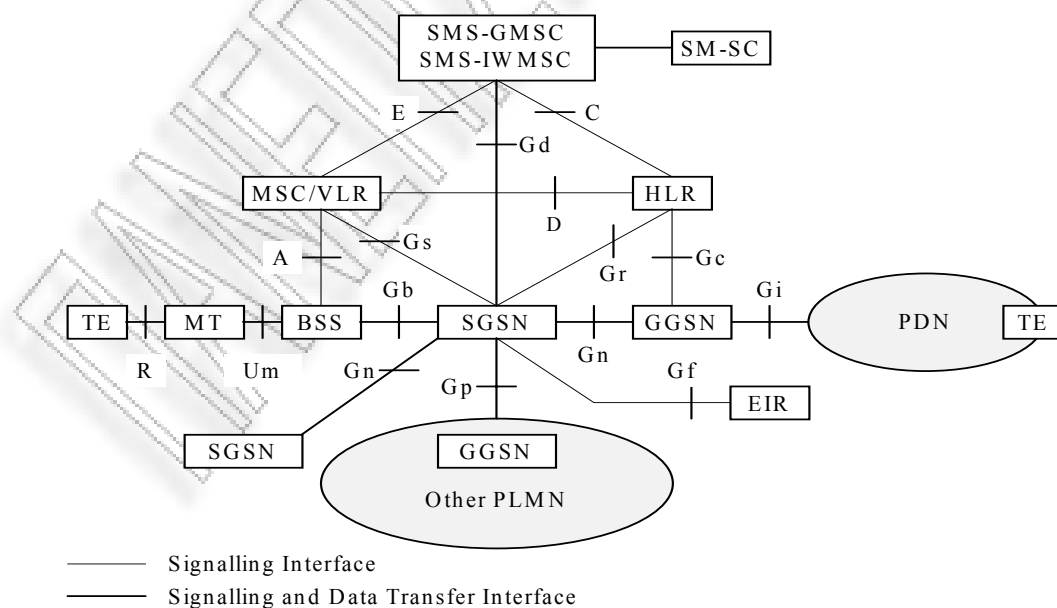 SMS-GMSC
SMS-IWMSC
SM-SC
E
C
Gd
MSC/VLR
HLR
D
A
Gs
Gr
Gc
Gb
Gi
TE
MT
BSS
SGSN
GGSN
PDN
TE
R
Um
Gn
Gn
Gp
Gf
EIR
SGSN
GGSN
Other PLMN
Signalling Interface
Signalling and Data Transfer Interface